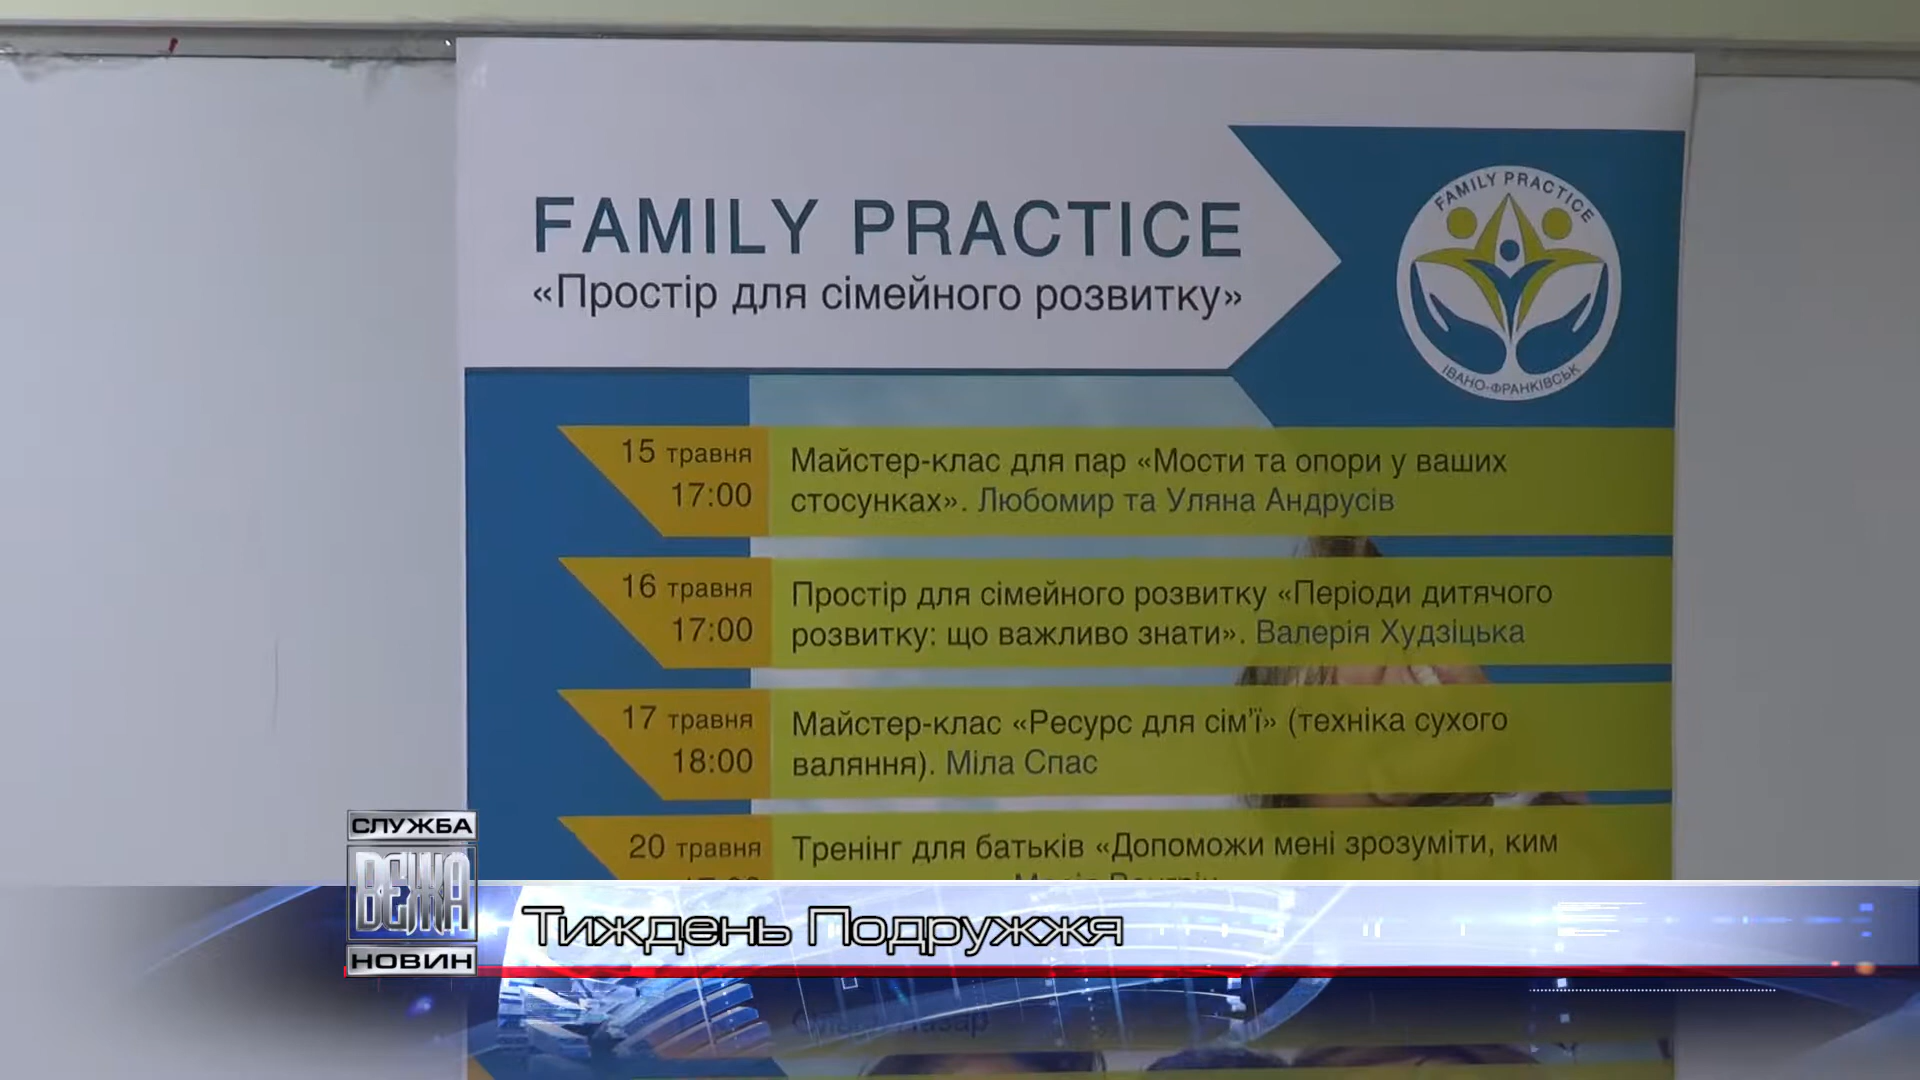 FAMILY PRACTICE
«Простір для сімейного розвитку»
FAMILY PRACTICE
ІВАНО-ФРАНКІВСЬК
15 травня
17:00
Майстер-клас для пар «Мости та опори у ваших
стосунках». Любомир та Уляна Андрусів
16 травня
17:00
Простір для сімейного розвитку «Періоди дитячого
розвитку: що важливо знати». Валерія Худзіцька
17 травня
18:00
Майстер-клас «Ресурс для сім'ї» (техніка сухого
валяння). Міла Спас
20 травня
Тренінг для батьків «Допоможи мені зрозуміти, ким
СЛУЖБА
ВЕЖА
НОВИН
Тиждень Подружжя